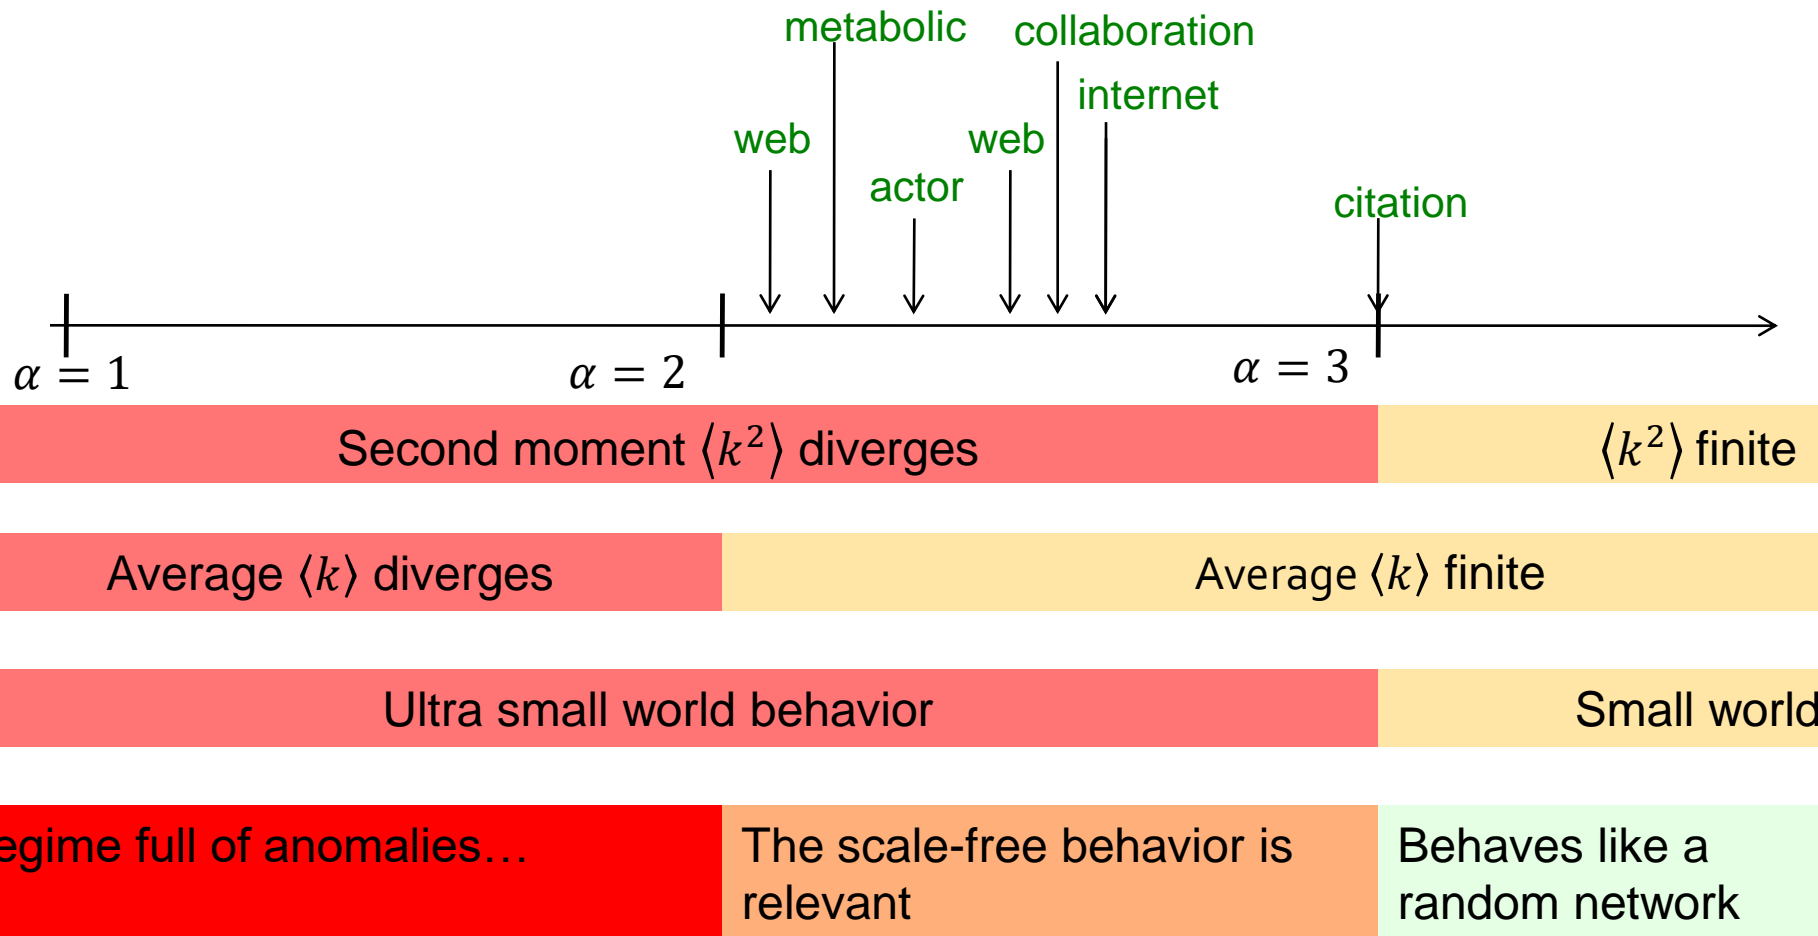 metabolic collaboration
internet
web web
actor
citation
α = 1 α = 2 α = 3
Second moment ⟨k²⟩ diverges ⟨k²⟩ finite
Average ⟨k⟩ diverges Average ⟨k⟩ finite
Ultra small world behavior Small world
egime full of anomalies… The scale-free behavior is Behaves like a
relevant random network